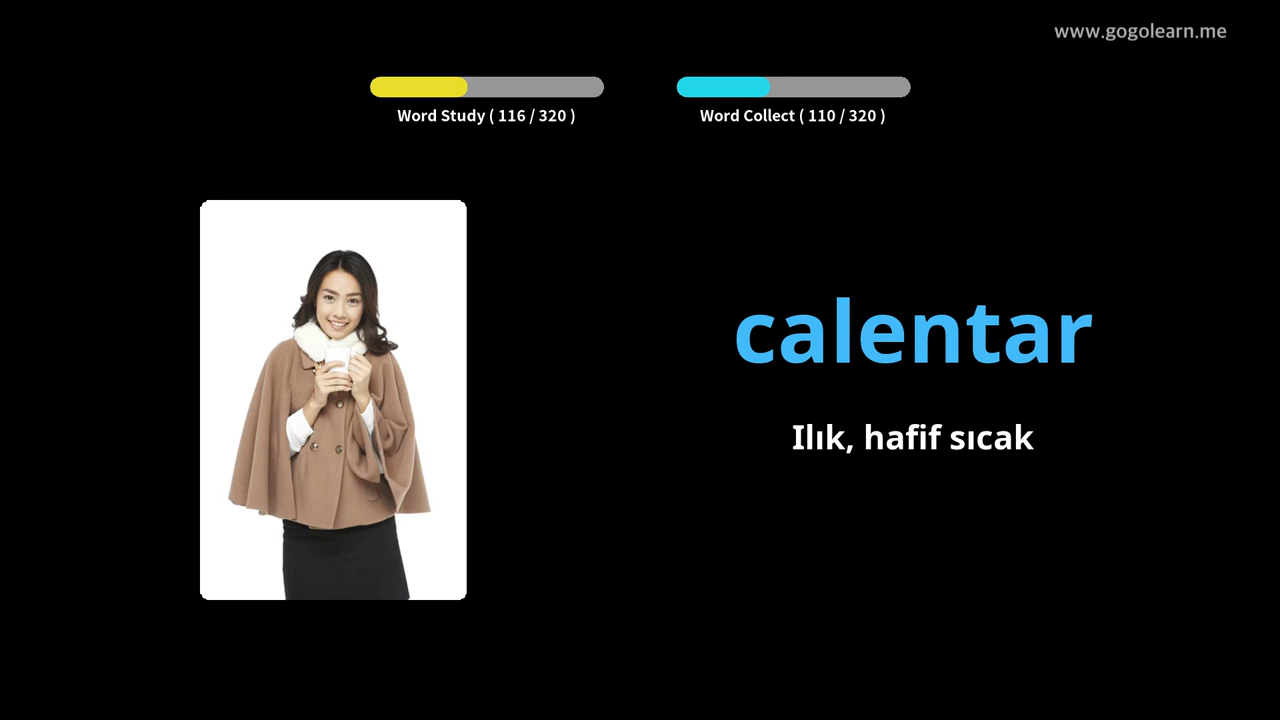 www.gogolearn.me
Word Study ( 116 / 320 )
Word Collect ( 110 / 320 )
calentar
Ilık, hafif sıcak